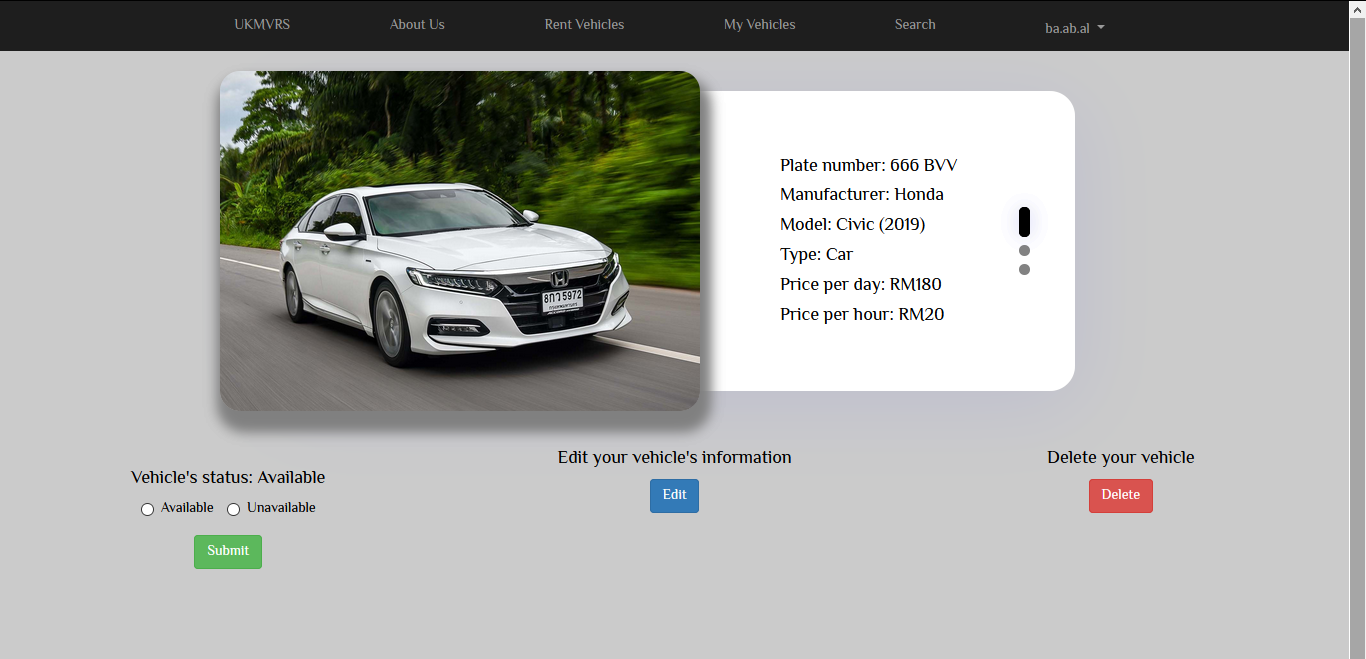 UKMVRS About Us Rent Vehicles My Vehicles Search ba.ab.al
Plate number: 666 BVV
Manufacturer: Honda
Model: Civic (2019)
Type: Car
Price per day: RM180
Price per hour: RM20
8กว 5972
Vehicle's status: Available
Available Unavailable
Submit
Edit your vehicle's information
Edit
Delete your vehicle
Delete